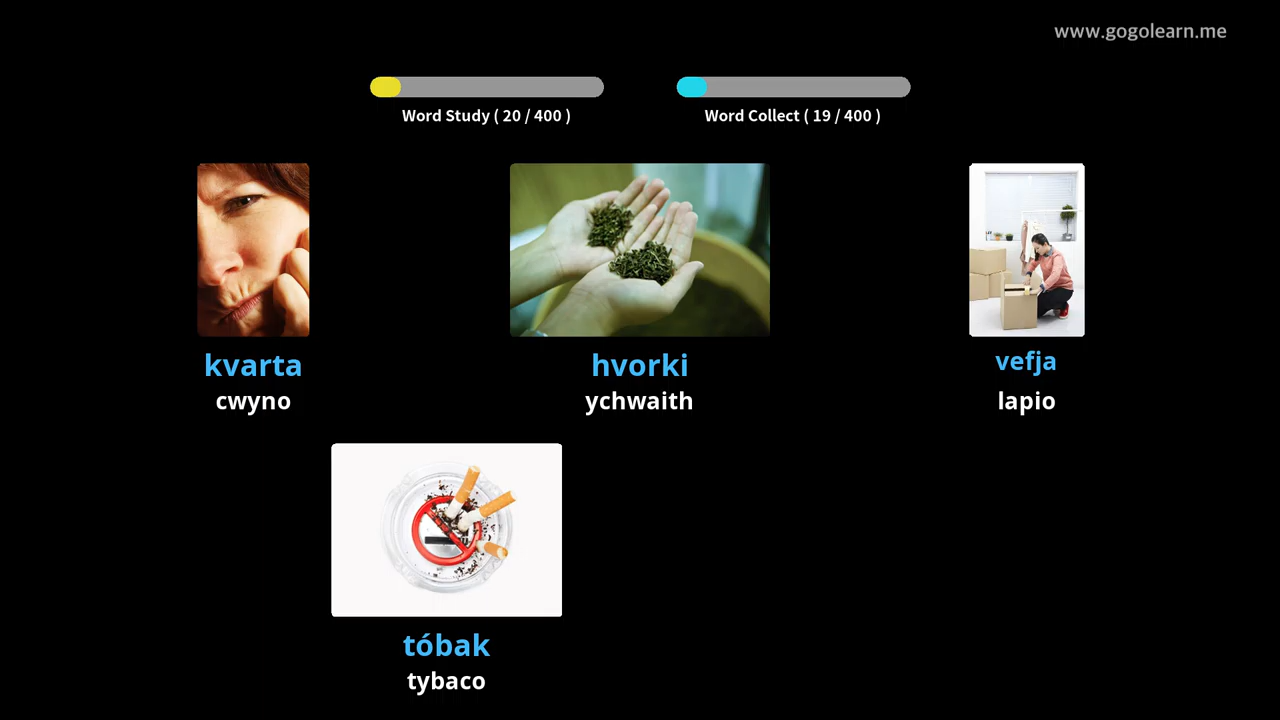 www.gogolearn.me
Word Study ( 20 / 400 )
Word Collect ( 19 / 400 )
kvarta
cwyno
hvorki
ychwaith
vefja
lapio
tóbak
tybaco